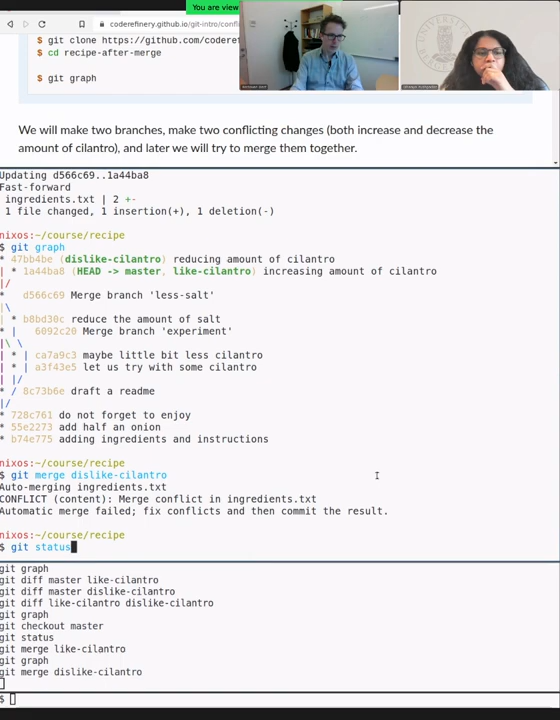 You are view
coderefinery.github.io/git-intro/confl
$ git clone https://github.com/coderef
$ cd recipe-after-merge
$ git graph
We will make two branches, make two conflicting changes (both increase and decrease the
amount of cilantro), and later we will try to merge them together.
Updating d566c69..1a44ba8
Fast-forward
 ingredients.txt | 2 +-
 1 file changed, 1 insertion(+), 1 deletion(-)
nixos:~/course/recipe
$ git graph
* 47bb4be (dislike-cilantro) reducing amount of cilantro
| * 1a44ba8 (HEAD -> master, like-cilantro) increasing amount of cilantro
|/
*   d566c69 Merge branch 'less-salt'
|\
| * b8bd30c reduce the amount of salt
* |   6092c20 Merge branch 'experiment'
|\ \
| * | ca7a9c3 maybe little bit less cilantro
| * | a3f43e5 let us try with some cilantro
| |/
* / 8c73b6e draft a readme
|/
* 728c761 do not forget to enjoy
* 55e2273 add half an onion
* b74e775 adding ingredients and instructions
nixos:~/course/recipe
$ git merge dislike-cilantro
Auto-merging ingredients.txt
CONFLICT (content): Merge conflict in ingredients.txt
Automatic merge failed; fix conflicts and then commit the result.
nixos:~/course/recipe
$ git status
git graph
git diff master like-cilantro
git diff master dislike-cilantro
git diff like-cilantro dislike-cilantro
git graph
git checkout master
git status
git merge like-cilantro
git graph
git merge dislike-cilantro
$